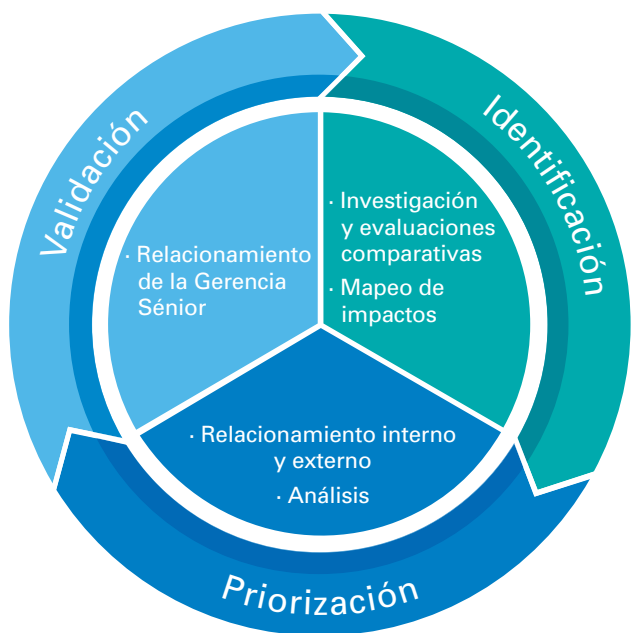 Identificación
· Investigación
y evaluaciones
comparativas
· Mapeo de
impactos
Priorización
· Relacionamiento interno
y externo
· Análisis
Validación
· Relacionamiento
de la Gerencia
Sénior